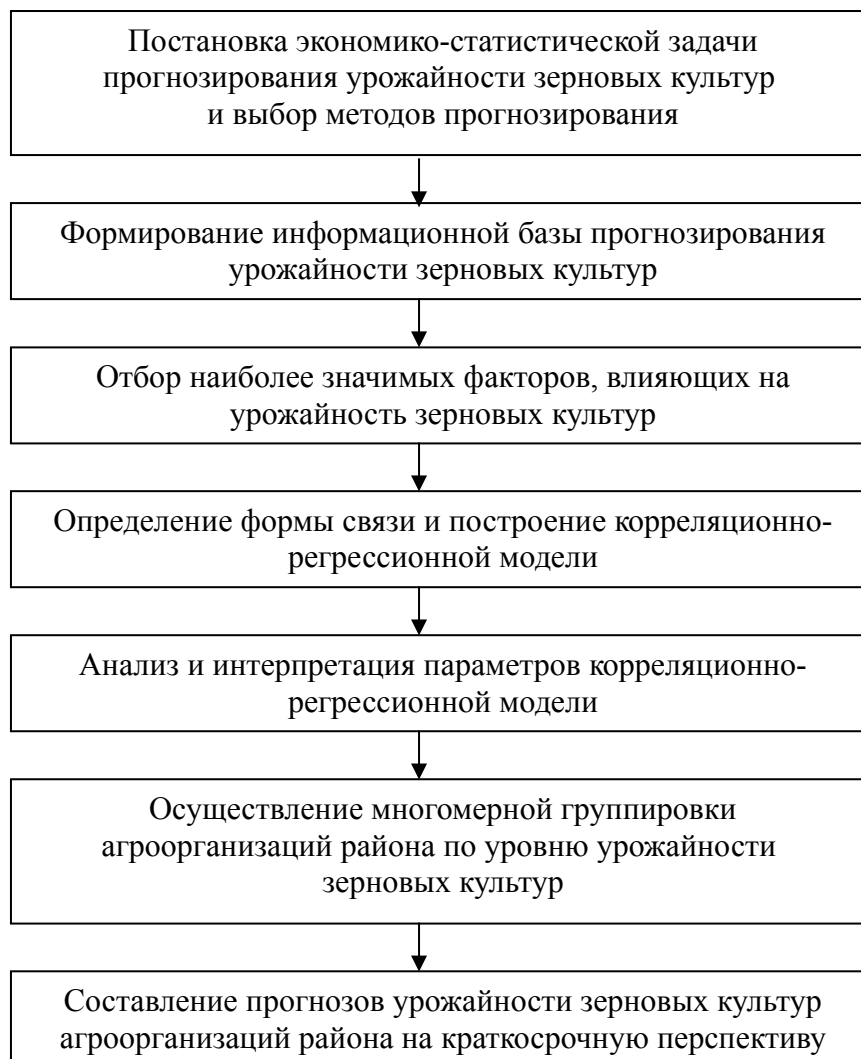 Постановка экономико-статистической задачи
прогнозирования урожайности зерновых культур
и выбор методов прогнозирования
Формирование информационной базы прогнозирования
урожайности зерновых культур
Отбор наиболее значимых факторов, влияющих на
урожайность зерновых культур
Определение формы связи и построение корреляционно-
регрессионной модели
Анализ и интерпретация параметров корреляционно-
регрессионной модели
Осуществление многомерной группировки
агроорганизаций района по уровню урожайности
зерновых культур
Составление прогнозов урожайности зерновых культур
агроорганизаций района на краткосрочную перспективу